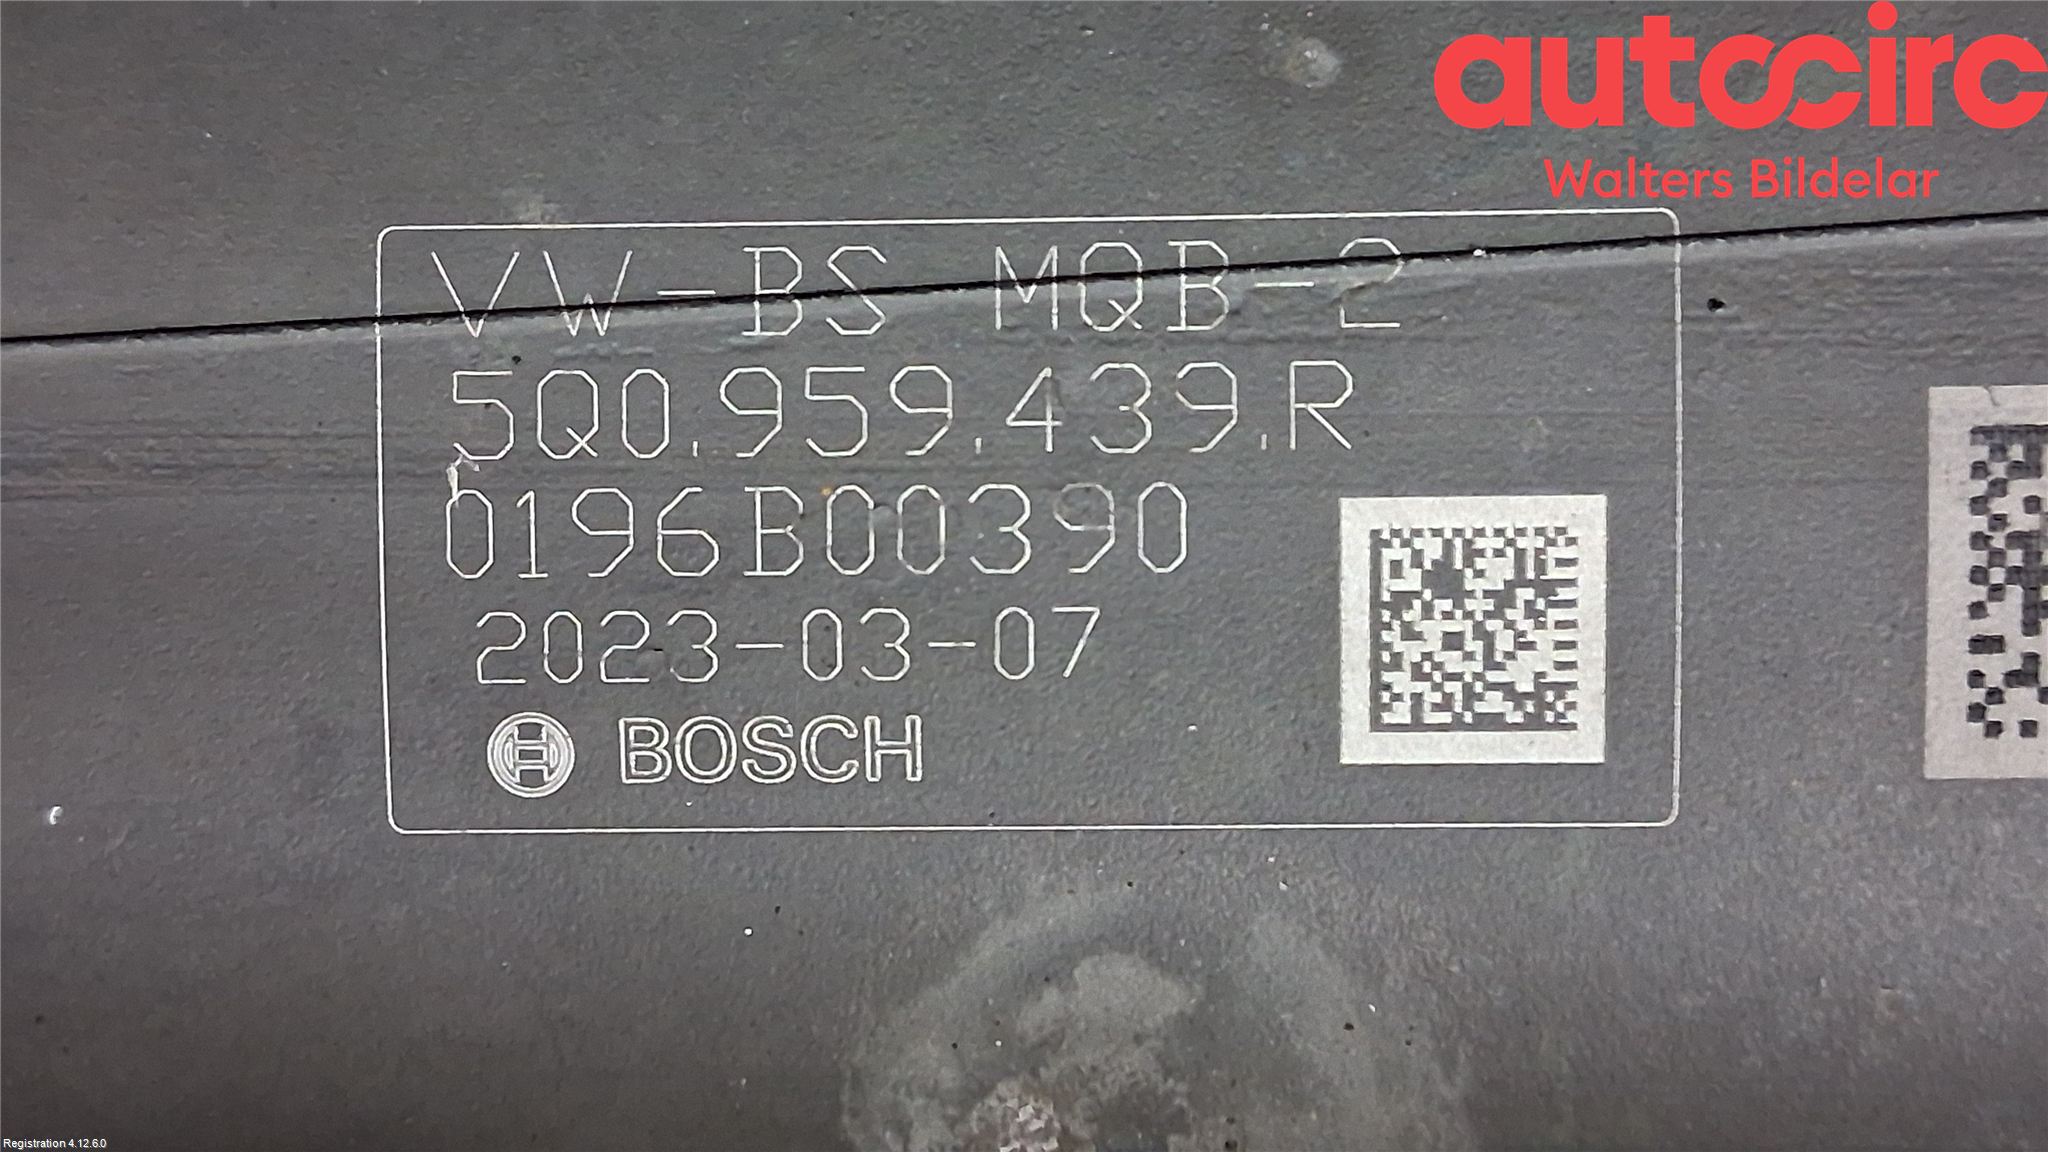 autocirc
Walters Bildelar
VW-BS MQB-2
5Q0.959.439.R
0196B00390
2023-03-07
BOSCH
Registration 4.12.6.0